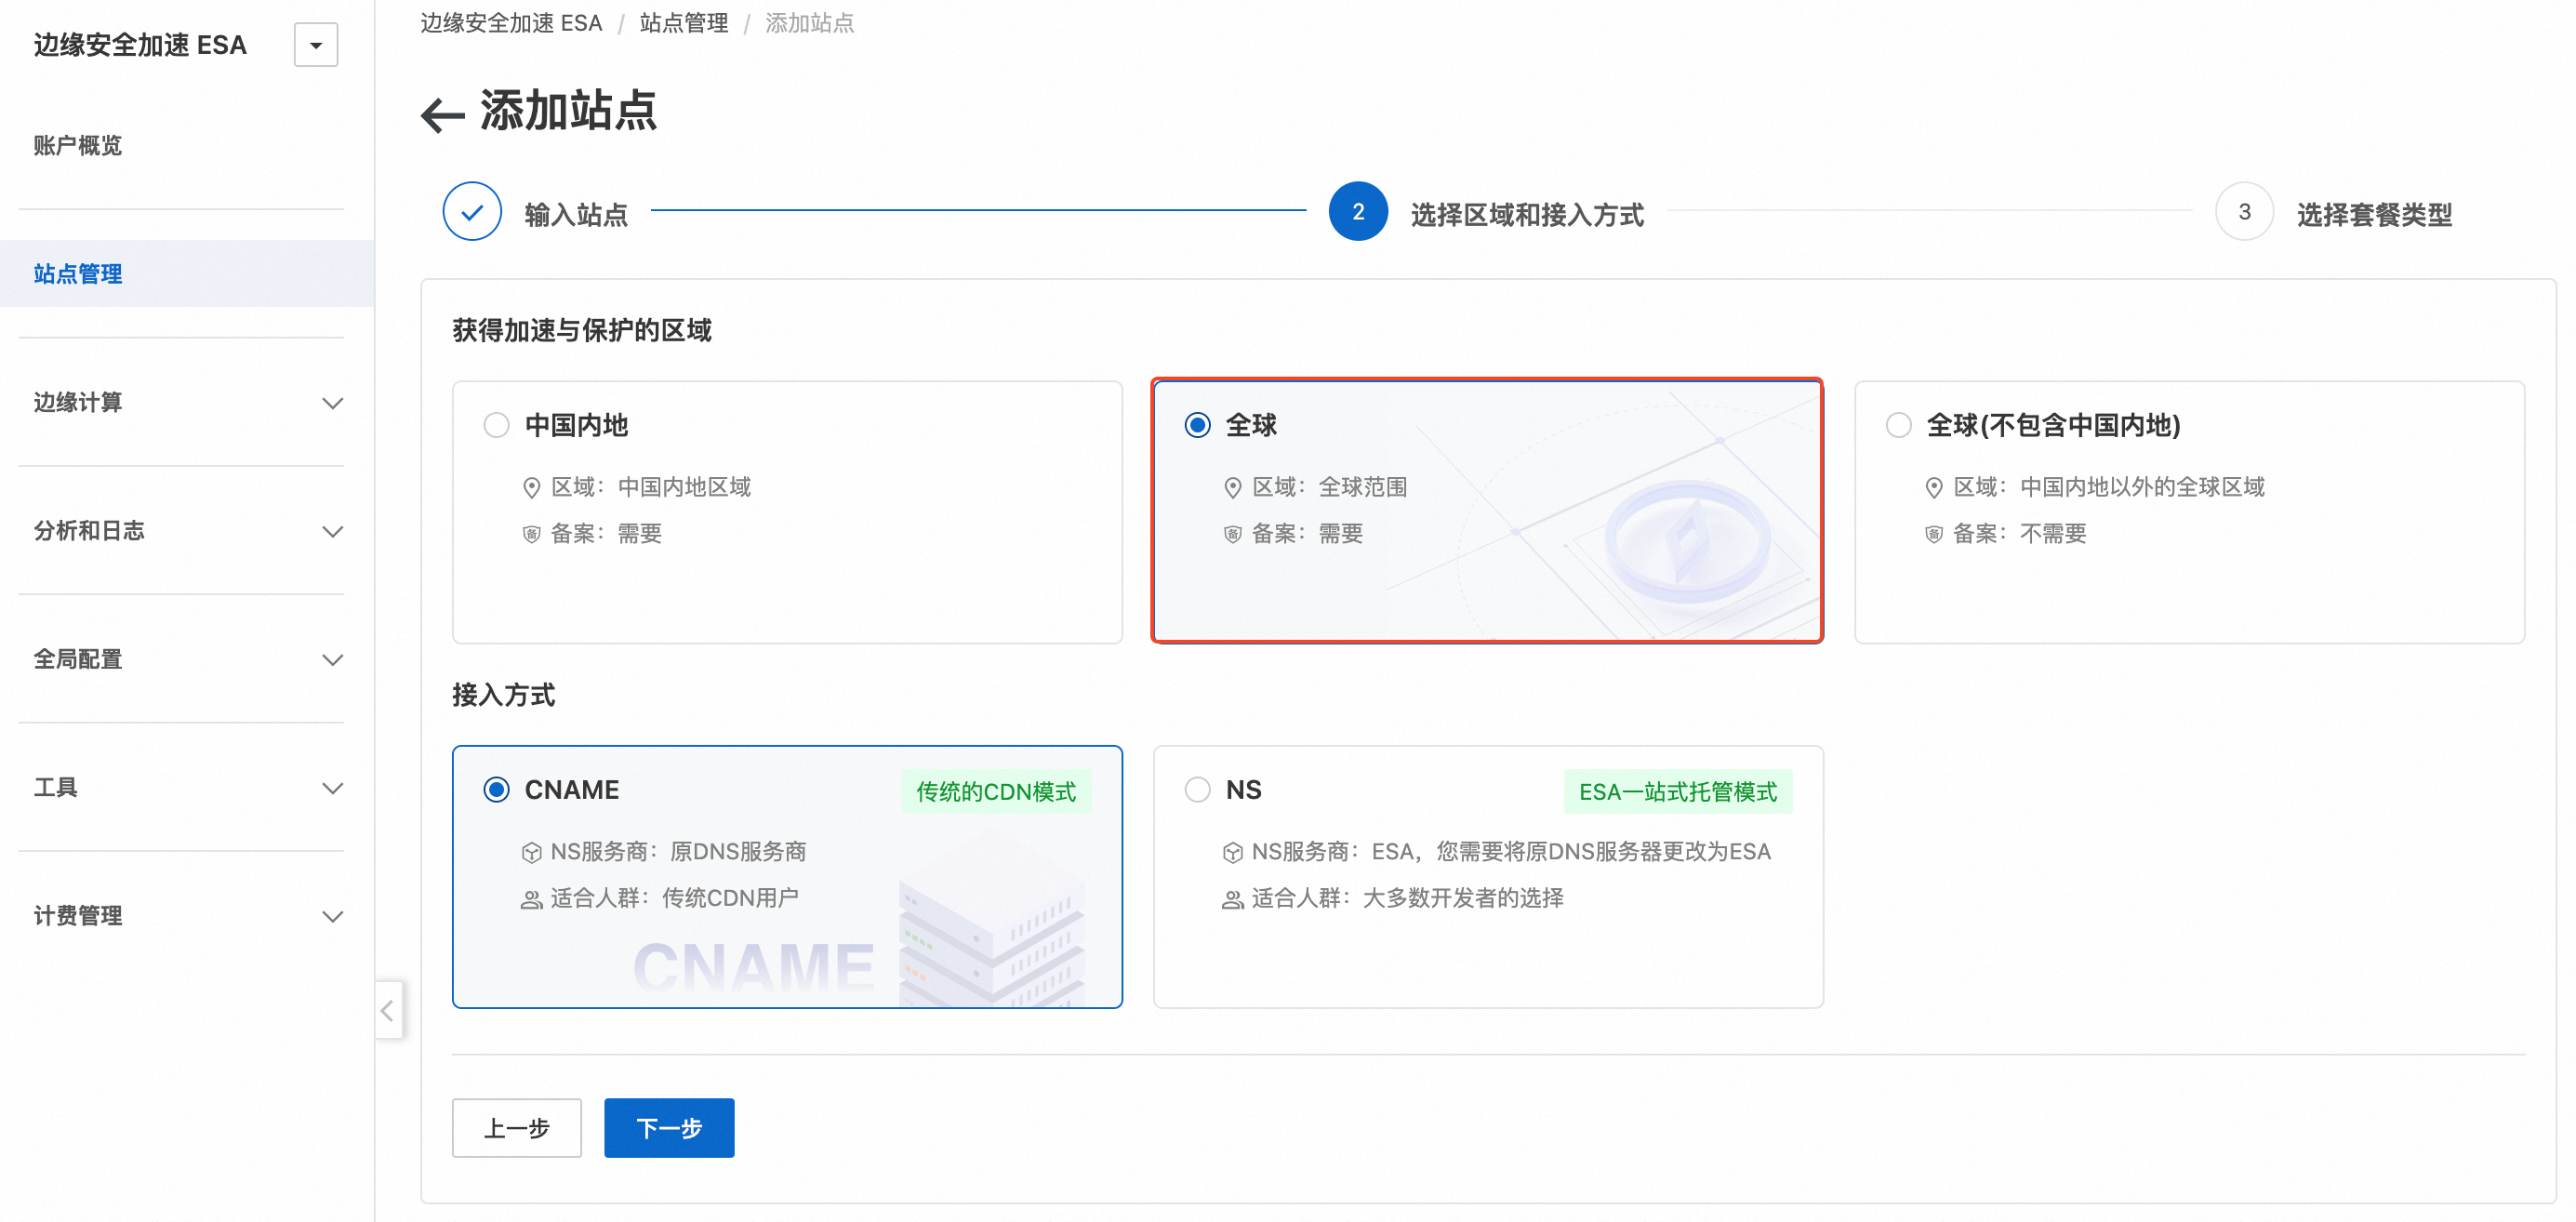 边缘安全加速 ESA
账户概览
站点管理
边缘计算
分析和日志
全局配置
工具
计费管理
边缘安全加速 ESA / 站点管理 / 添加站点
添加站点
输入站点
2 选择区域和接入方式
3 选择套餐类型
获得加速与保护的区域
中国内地
区域：中国内地区域
备案：需要
全球
区域：全球范围
备案：需要
全球(不包含中国内地)
区域：中国内地以外的全球区域
备案：不需要
接入方式
CNAME
传统的CDN模式
NS服务商：原DNS服务商
适合人群：传统CDN用户
CNAME
NS
ESA一站式托管模式
NS服务商：ESA，您需要将原DNS服务器更改为ESA
适合人群：大多数开发者的选择
上一步
下一步